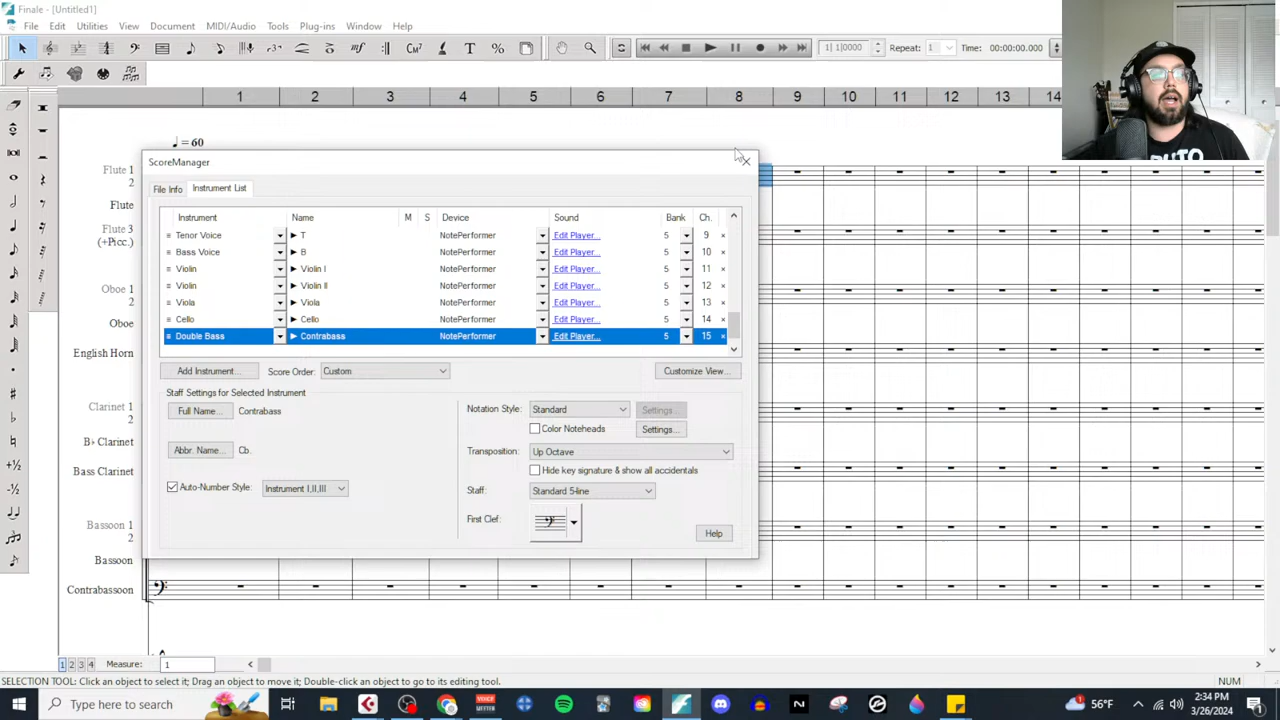 Finale - [Untitled1]
File Edit Utilities View Document MIDI/Audio Tools Plug-ins Window Help
1| 1|0000 Repeat: 1 Time: 00:00:00.000
1 2 3 4 5 6 7 8 9 10 11 12 13 14
= 60
Flute 1
2
Flute
Flute 3
(+Picc.)
Oboe 1
2
Oboe
English Horn
Clarinet 1
2
B♭ Clarinet
Bass Clarinet
Bassoon 1
2
Bassoon
Contrabassoon
ScoreManager
File Info Instrument List
Instrument Name M S Device Sound Bank Ch.
Tenor Voice T NotePerformer Edit Player... 5 9
Bass Voice B NotePerformer Edit Player... 5 10
Violin Violin I NotePerformer Edit Player... 5 11
Violin Violin II NotePerformer Edit Player... 5 12
Viola Viola NotePerformer Edit Player... 5 13
Cello Cello NotePerformer Edit Player... 5 14
Double Bass Contrabass NotePerformer Edit Player... 5 15
Add Instrument... Score Order: Custom Customize View...
Staff Settings for Selected Instrument
Full Name... Contrabass
Abbr. Name... Cb.
Auto-Number Style: Instrument I,II,III
Notation Style: Standard Settings...
Color Noteheads Settings...
Transposition: Up Octave
Hide key signature & show all accidentals
Staff: Standard 5-line
First Clef:
Help
1 2 3 4 Measure: 1
SELECTION TOOL: Click an object to select it; Drag an object to move it; Double-click an object to go to its editing tool. NUM
Type here to search
56°F
2:34 PM
3/26/2024